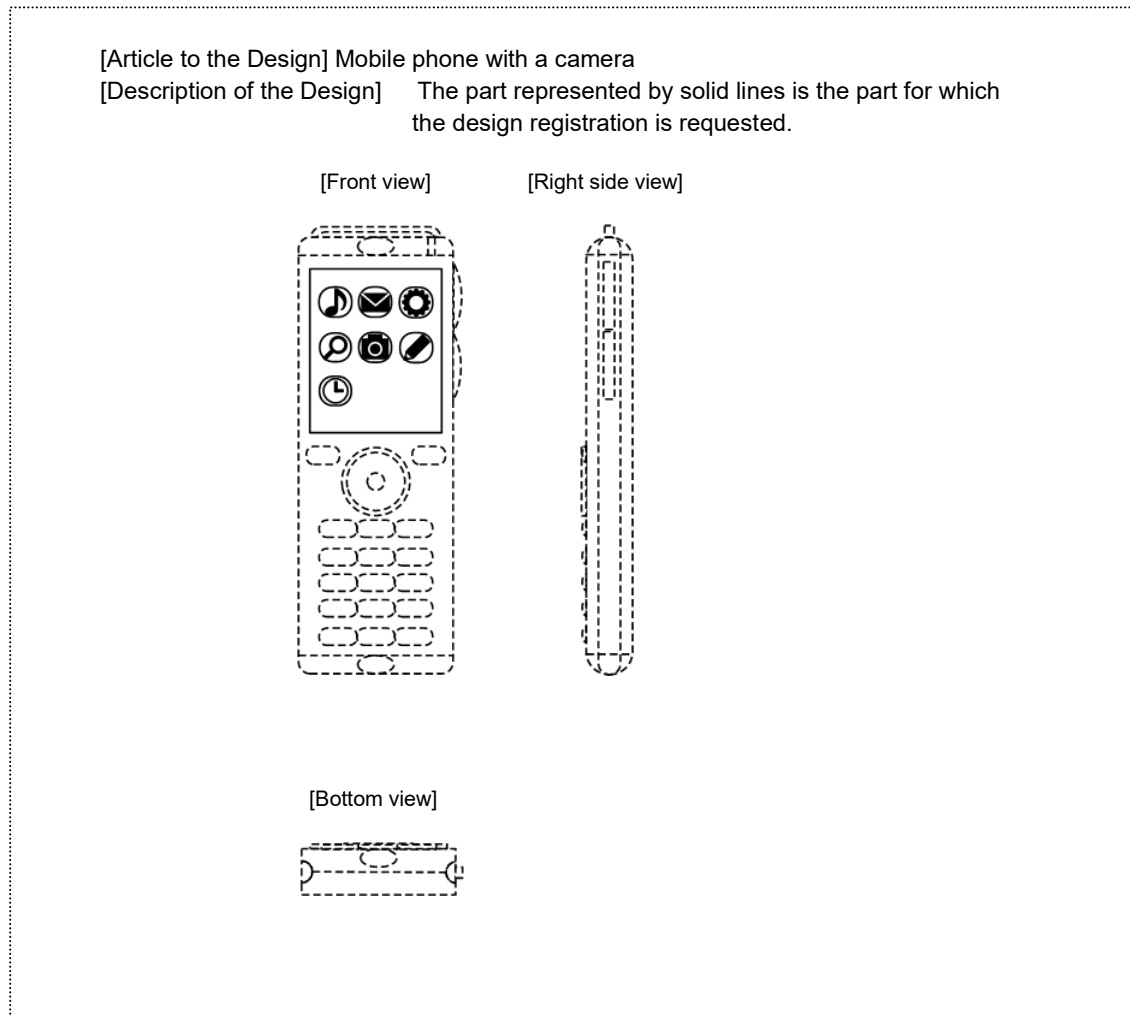 [Article to the Design] Mobile phone with a camera
[Description of the Design] The part represented by solid lines is the part for which
the design registration is requested.
[Front view] [Right side view]
[Bottom view]